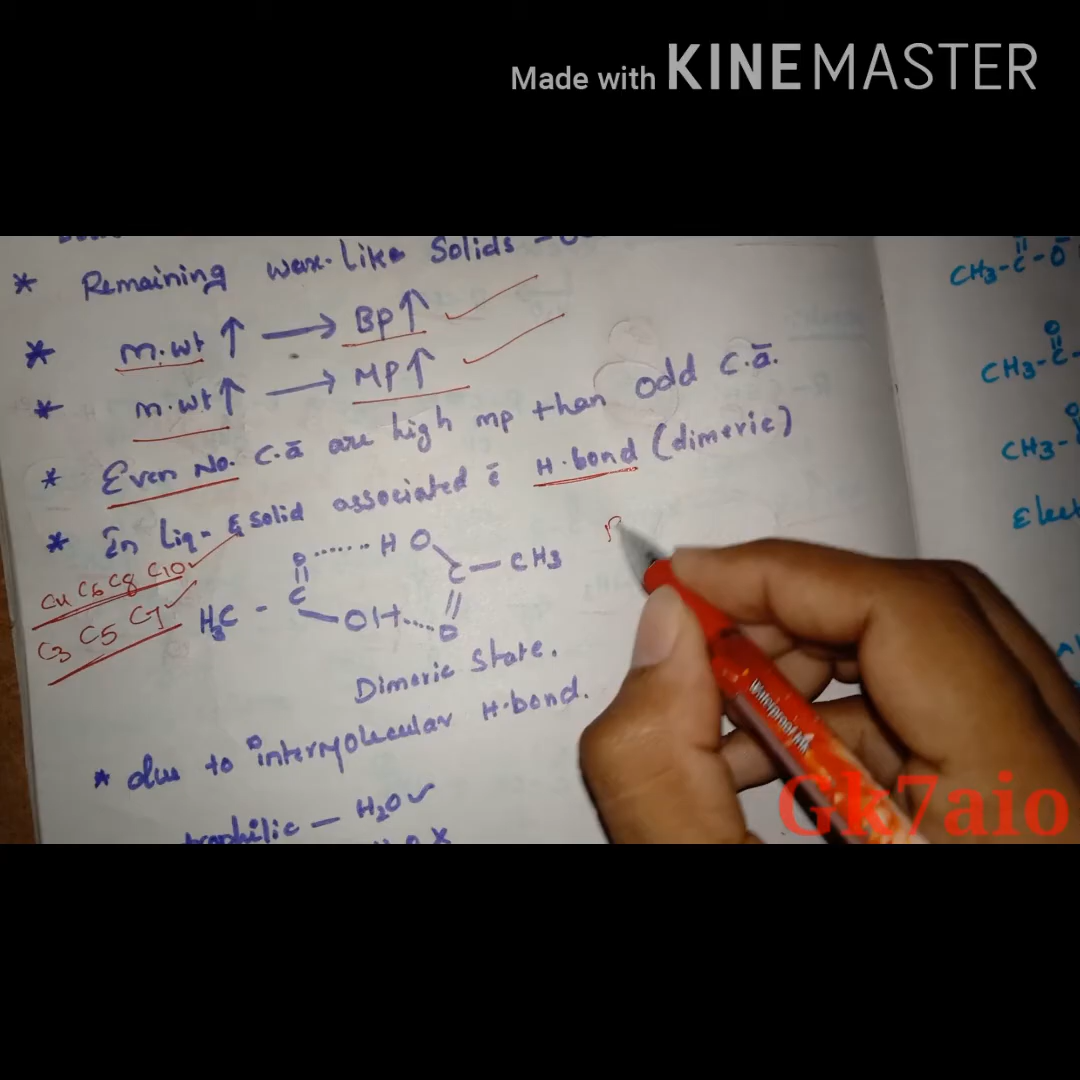 Made with KINEMASTER
* Remaining wax-like Solids -
* m.wt ↑ → BP↑ ✓
* m.wt↑ → MP↑ ✓
* Even No. C.ā are high mp than odd C.ā.
* In Liq- & Solid associated c̄ H.bond (dimeric)
C4 C6 C8 C10 ✓
C3 C5 C7 ✓
O ...... H O
C — CH3
H3C - C — OH .... O
Dimeric State.
* due to intermolecular H.bond.
— H2O ✓
CH3-C-Ō
O
CH3-C-
O
CH3-
Waterproof Ink
Gk7aio